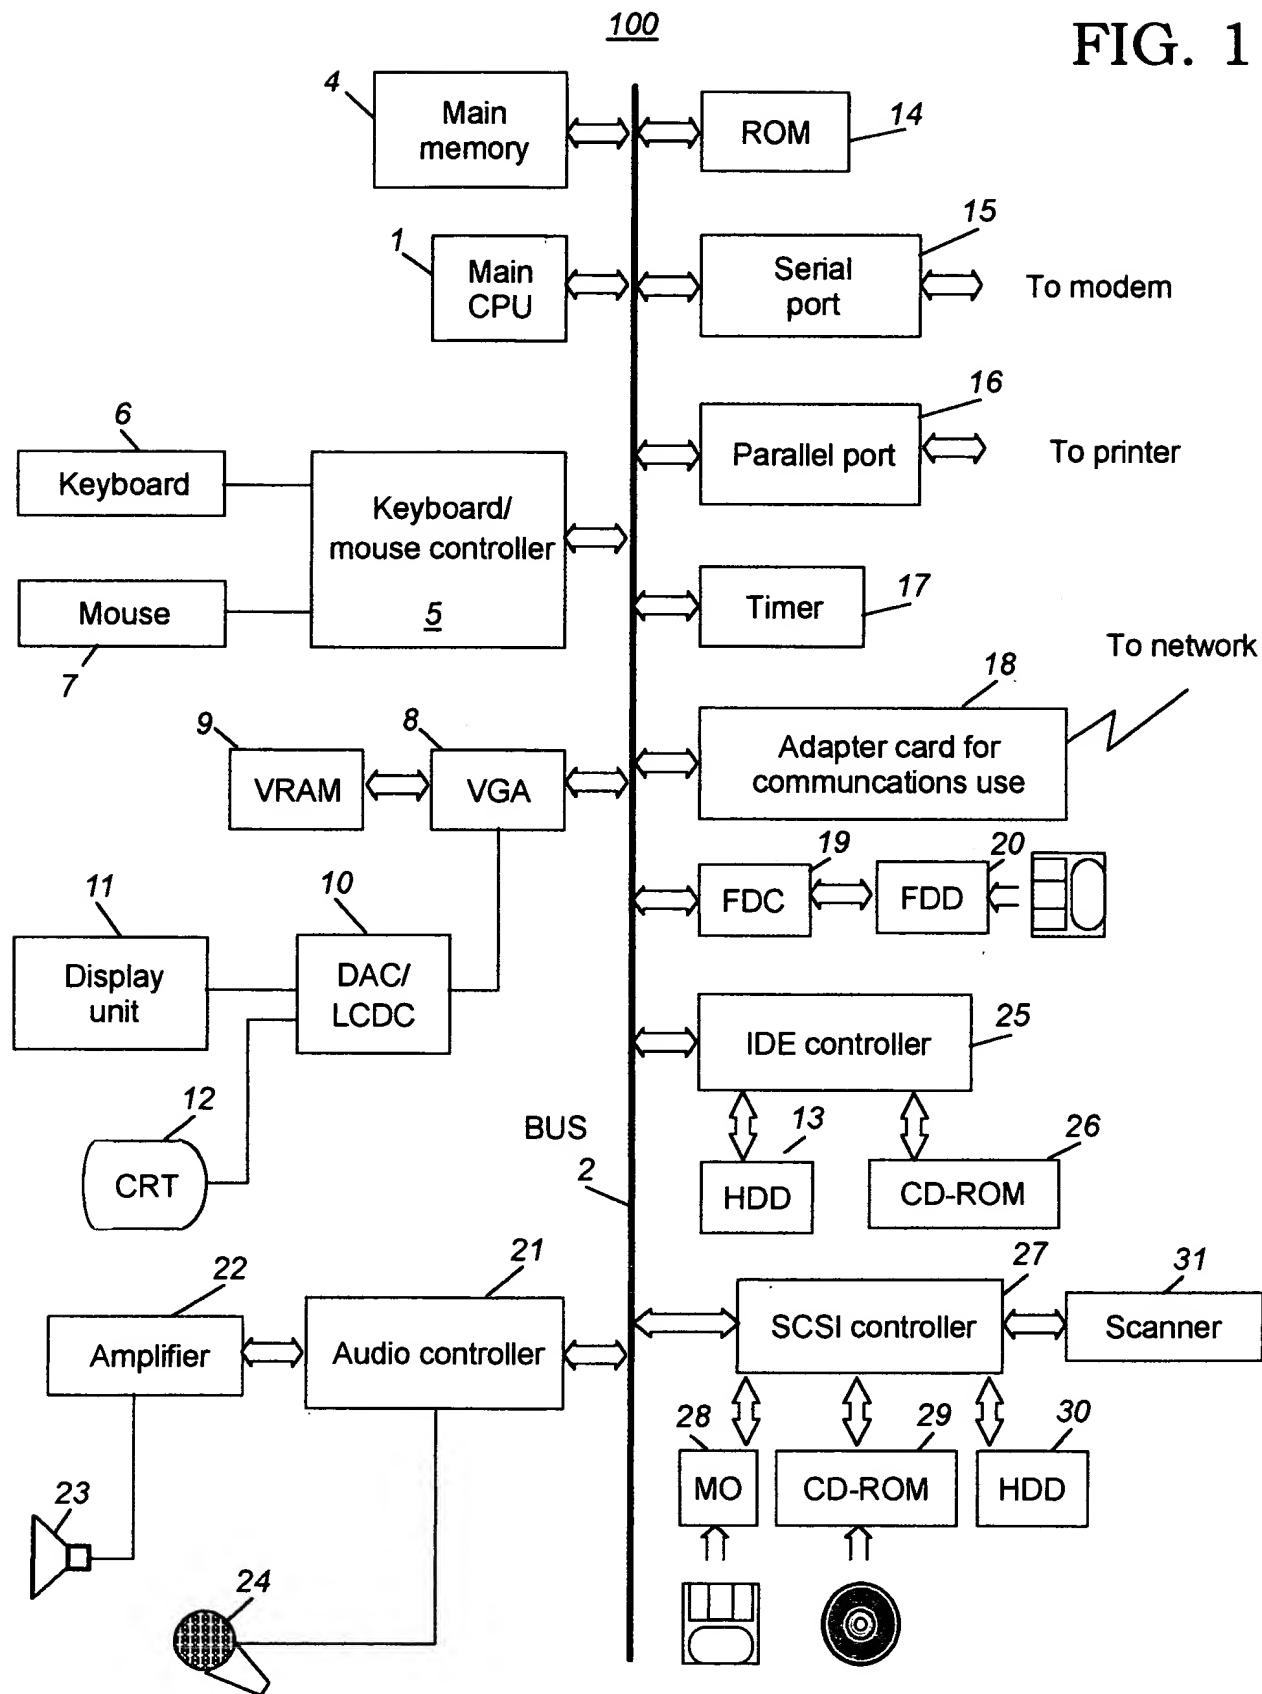 100
FIG. 1
4
Main
memory
ROM
14
1
Main
CPU
15
Serial
port
To modem
16
Parallel port
To printer
6
Keyboard
Keyboard/
mouse controller
5
Mouse
7
Timer
17
To network
18
Adapter card for
communcations use
9
VRAM
8
VGA
19
FDC
20
FDD
11
Display
unit
10
DAC/
LCDC
IDE controller
25
12
CRT
BUS
2
13
HDD
26
CD-ROM
22
Amplifier
21
Audio controller
27
SCSI controller
31
Scanner
28
MO
29
CD-ROM
30
HDD
23
24